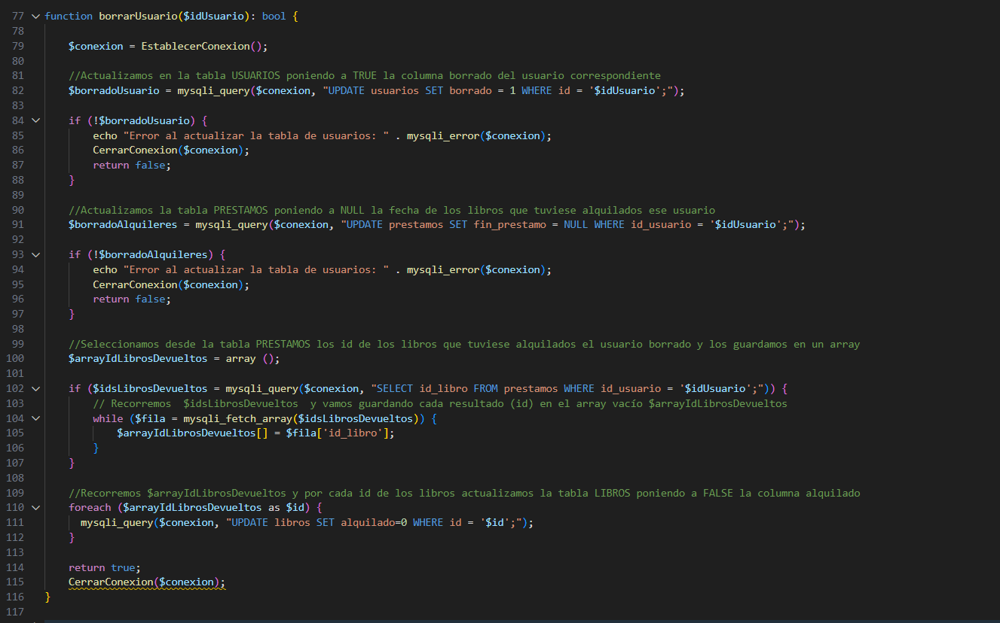 77 function borrarUsuario($idUsuario): bool {
78
79 $conexion = EstablecerConexion();
80
81 //Actualizamos en la tabla USUARIOS poniendo a TRUE la columna borrado del usuario correspondiente
82 $borradoUsuario = mysqli_query($conexion, "UPDATE usuarios SET borrado = 1 WHERE id = '$idUsuario';");
83
84 if (!$borradoUsuario) {
85 echo "Error al actualizar la tabla de usuarios: " . mysqli_error($conexion);
86 CerrarConexion($conexion);
87 return false;
88 }
89
90 //Actualizamos la tabla PRESTAMOS poniendo a NULL la fecha de los libros que tuviese alquilados ese usuario
91 $borradoAlquileres = mysqli_query($conexion, "UPDATE prestamos SET fin_prestamo = NULL WHERE id_usuario = '$idUsuario';");
92
93 if (!$borradoAlquileres) {
94 echo "Error al actualizar la tabla de usuarios: " . mysqli_error($conexion);
95 CerrarConexion($conexion);
96 return false;
97 }
98
99 //Seleccionamos desde la tabla PRESTAMOS los id de los libros que tuviese alquilados el usuario borrado y los guardamos en un array
100 $arrayIdLibrosDevueltos = array ();
101
102 if ($idsLibrosDevueltos = mysqli_query($conexion, "SELECT id_libro FROM prestamos WHERE id_usuario = '$idUsuario';")) {
103 // Recorremos  $idsLibrosDevueltos  y vamos guardando cada resultado (id) en el array vacío $arrayIdLibrosDevueltos
104 while ($fila = mysqli_fetch_array($idsLibrosDevueltos)) {
105 $arrayIdLibrosDevueltos[] = $fila['id_libro'];
106 }
107 }
108
109 //Recorremos $arrayIdLibrosDevueltos y por cada id de los libros actualizamos la tabla LIBROS poniendo a FALSE la columna alquilado
110 foreach ($arrayIdLibrosDevueltos as $id) {
111 mysqli_query($conexion, "UPDATE libros SET alquilado=0 WHERE id = '$id';");
112 }
113
114 return true;
115 CerrarConexion($conexion);
116 }
117